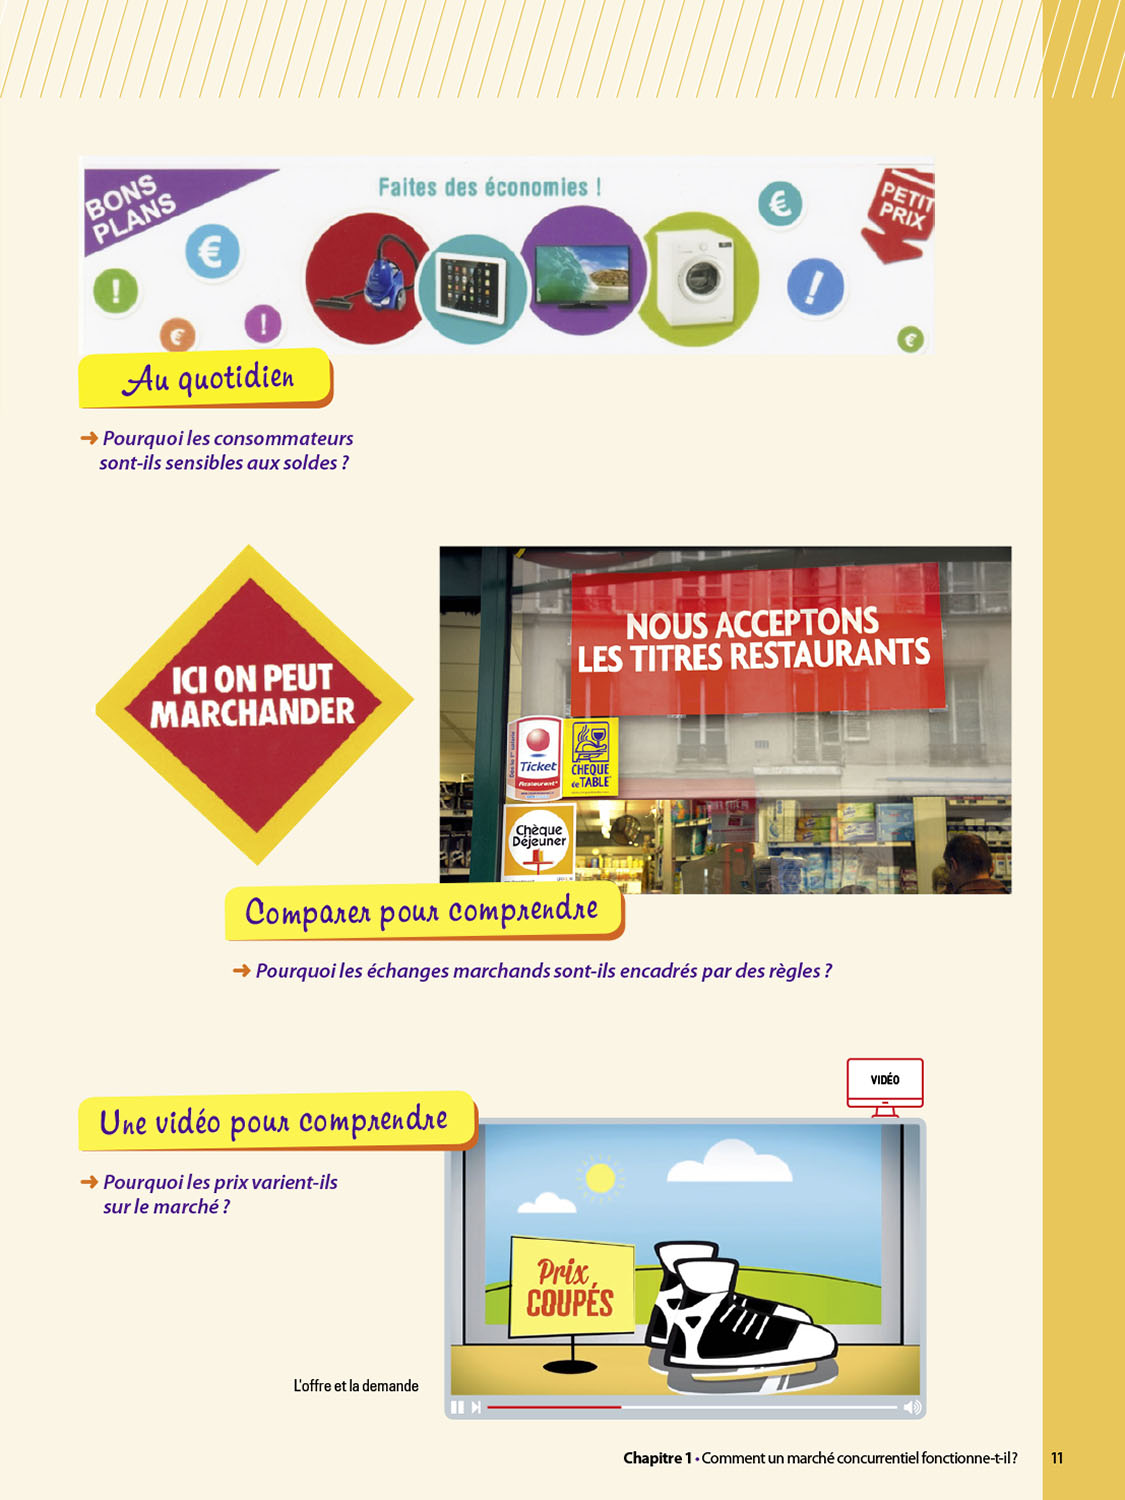 BONS
PLANS
Faites des économies !
PETIT
PRIX
€
€
€
€
!
!
!
Au quotidien
➜ Pourquoi les consommateurs
sont-ils sensibles aux soldes ?
ICI ON PEUT
MARCHANDER
NOUS ACCEPTONS
LES TITRES RESTAURANTS
Ticket
Restaurant
CHEQUE
de TABLE
Chèque
Déjeuner
Comparer pour comprendre
➜ Pourquoi les échanges marchands sont-ils encadrés par des règles ?
VIDÉO
Une vidéo pour comprendre
➜ Pourquoi les prix varient-ils
sur le marché ?
Prix
COUPÉS
L'offre et la demande
Chapitre 1 • Comment un marché concurrentiel fonctionne-t-il ? 11